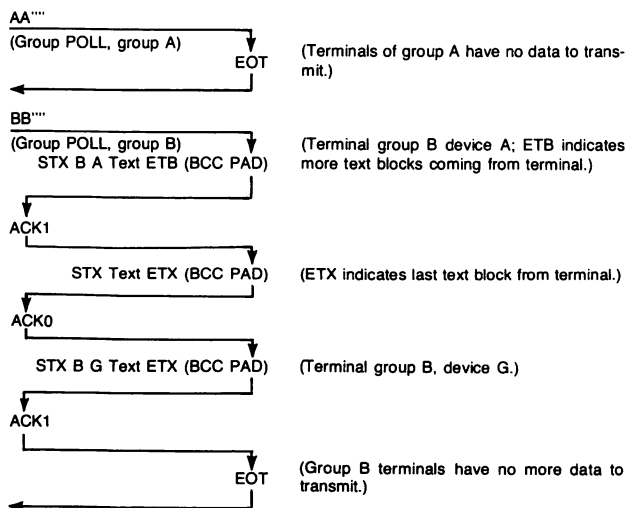 AA""
(Group POLL, group A)
EOT
(Terminals of group A have no data to trans-
mit.)
BB""
(Group POLL, group B)
STX B A Text ETB (BCC PAD)
(Terminal group B device A; ETB indicates
more text blocks coming from terminal.)
ACK1
STX Text ETX (BCC PAD)
(ETX indicates last text block from terminal.)
ACK0
STX B G Text ETX (BCC PAD)
(Terminal group B, device G.)
ACK1
EOT
(Group B terminals have no more data to
transmit.)